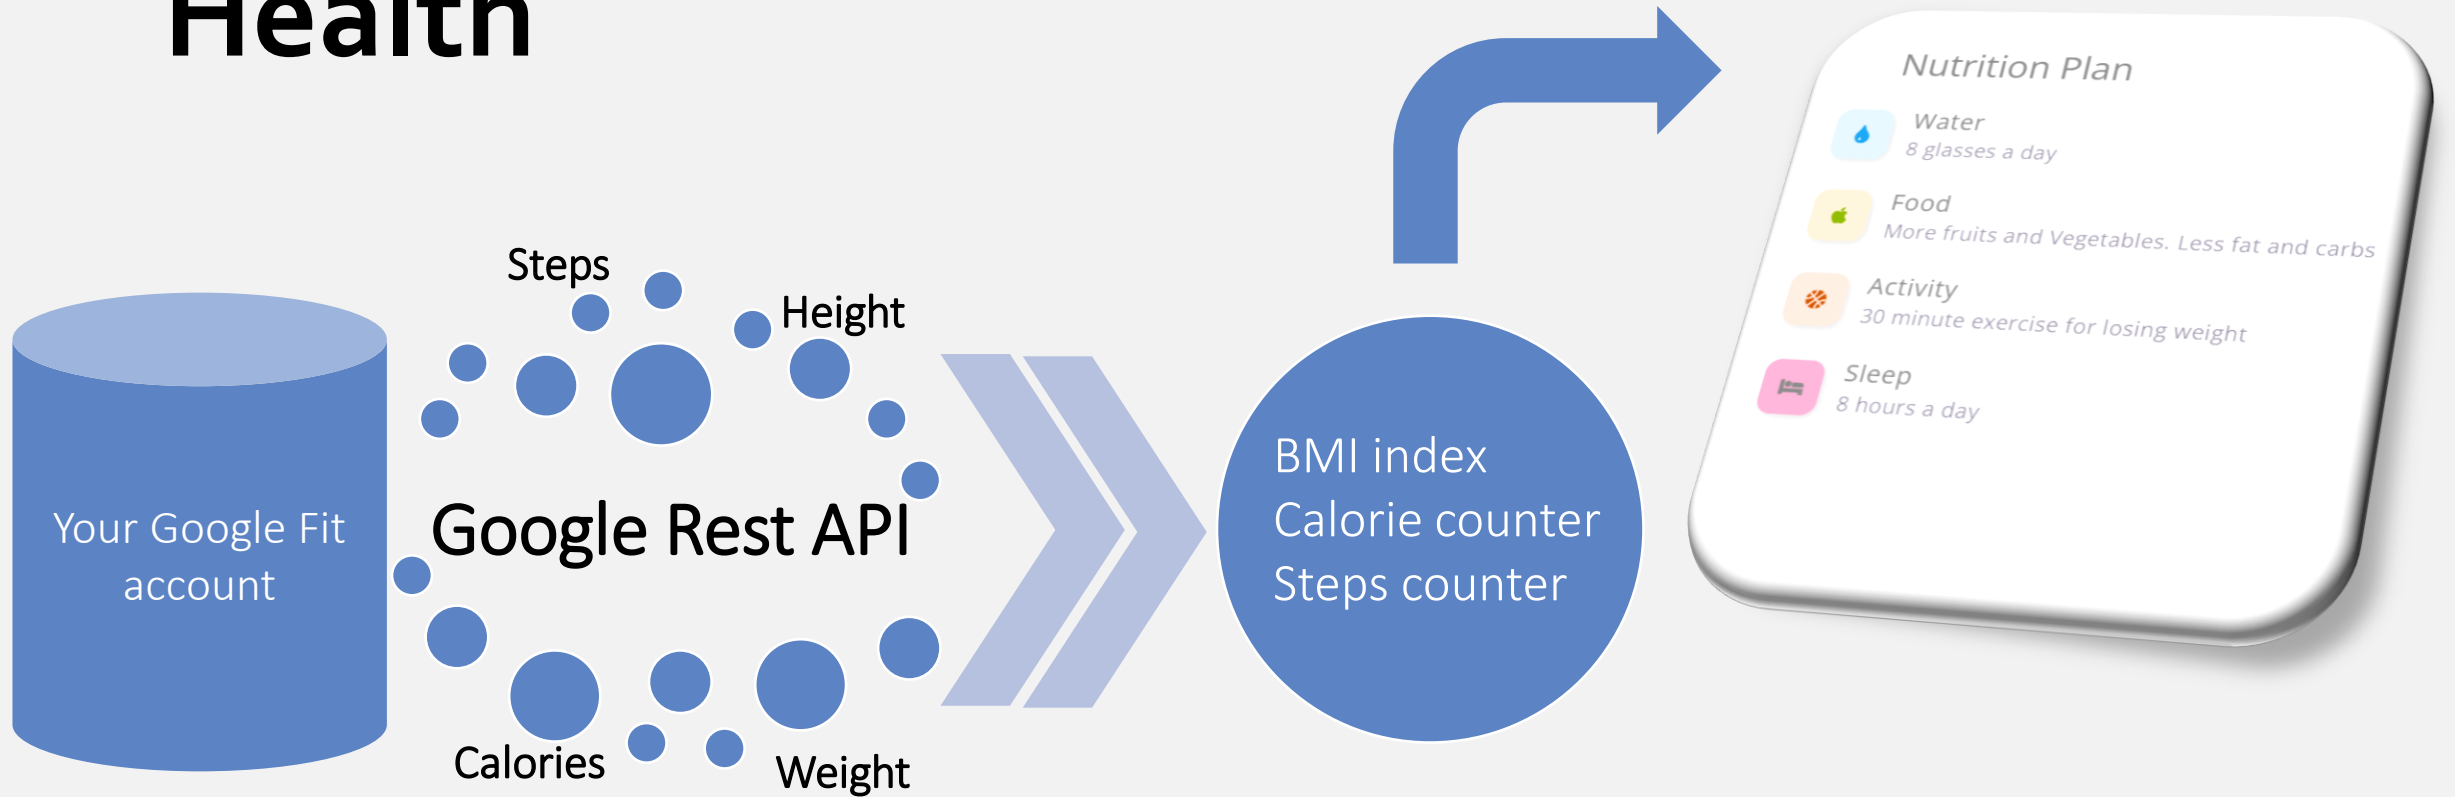 Health
Steps
Height
Your Google Fit
account
Google Rest API
Calories
Weight
BMI index
Calorie counter
Steps counter
Nutrition Plan
Water
8 glasses a day
Food
More fruits and Vegetables. Less fat and carbs
Activity
30 minute exercise for losing weight
Sleep
8 hours a day